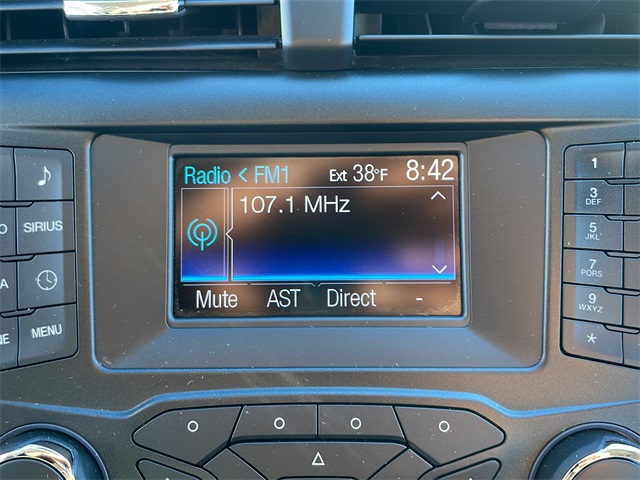 Radio < FM1 Ext 38°F 8:42
107.1 MHz
Mute AST Direct -
SIRIUS
MENU
1
3
DEF
5
JKL
7
PQRS
9
WXYZ
*